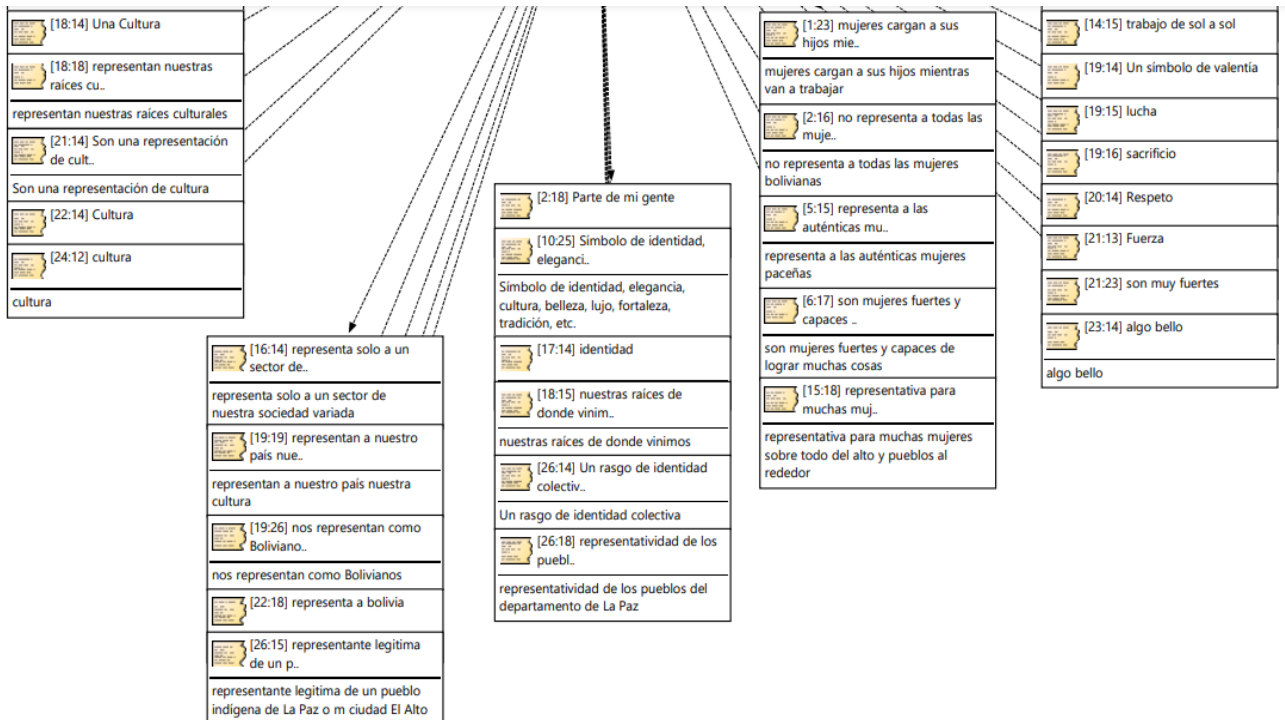 [18:14] Una Cultura
[18:18] representan nuestras
raíces cu..
representan nuestras raíces culturales
[21:14] Son una representación
de cult..
Son una representación de cultura
[22:14] Cultura
[24:12] cultura
cultura
[16:14] representa solo a un
sector de..
representa solo a un sector de
nuestra sociedad variada
[19:19] representan a nuestro
país nue..
representan a nuestro país nuestra
cultura
[19:26] nos representan como
Boliviano..
nos representan como Bolivianos
[22:18] representa a bolivia
[26:15] representante legitima
de un p..
representante legitima de un pueblo
indígena de La Paz o m ciudad El Alto
[2:18] Parte de mi gente
[10:25] Símbolo de identidad,
eleganci..
Símbolo de identidad, elegancia,
cultura, belleza, lujo, fortaleza,
tradición, etc.
[17:14] identidad
[18:15] nuestras raíces de
donde vinim..
nuestras raíces de donde vinimos
[26:14] Un rasgo de identidad
colectiv..
Un rasgo de identidad colectiva
[26:18] representatividad de los
puebl..
representatividad de los pueblos del
departamento de La Paz
[1:23] mujeres cargan a sus
hijos mie..
mujeres cargan a sus hijos mientras
van a trabajar
[2:16] no representa a todas las
muje..
no representa a todas las mujeres
bolivianas
[5:15] representa a las
auténticas mu..
representa a las auténticas mujeres
paceñas
[6:17] son mujeres fuertes y
capaces ..
son mujeres fuertes y capaces de
lograr muchas cosas
[15:18] representativa para
muchas muj..
representativa para muchas mujeres
sobre todo del alto y pueblos al
rededor
[14:15] trabajo de sol a sol
[19:14] Un símbolo de valentía
[19:15] lucha
[19:16] sacrificio
[20:14] Respeto
[21:13] Fuerza
[21:23] son muy fuertes
[23:14] algo bello
algo bello